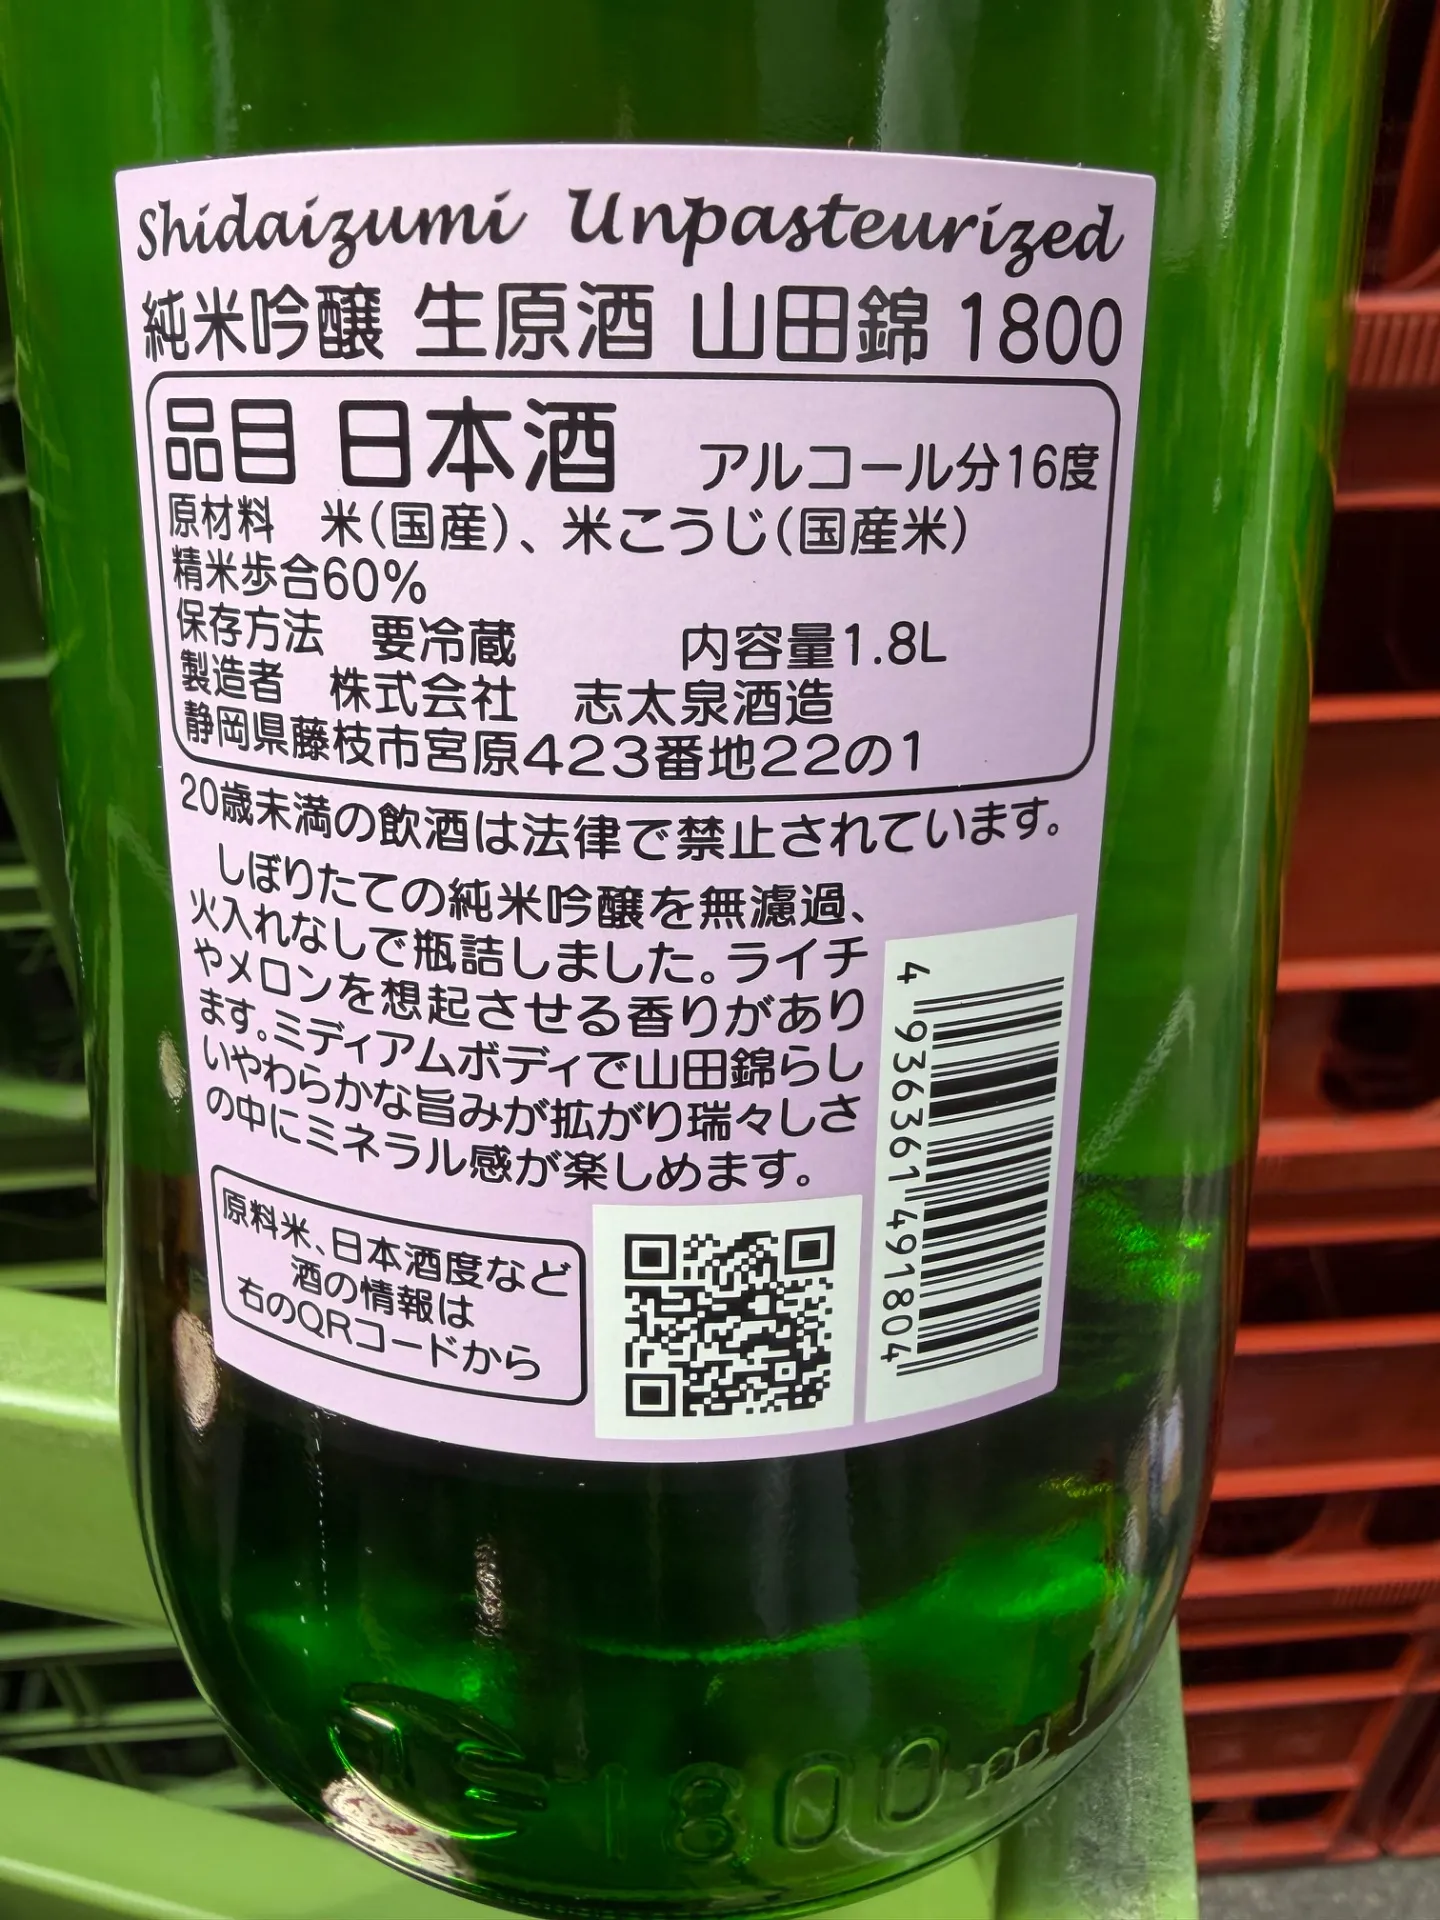 Shidaizumi Unpasteurized
純米吟醸 生原酒 山田錦 1800
品目 日本酒 アルコール分16度
原材料 米(国産)、米こうじ(国産米)
精米歩合60%
保存方法 要冷蔵 内容量1.8L
製造者 株式会社 志太泉酒造
静岡県藤枝市宮原423番地22の1
20歳未満の飲酒は法律で禁止されています。
しぼりたての純米吟醸を無濾過、
火入れなしで瓶詰しました。ライチ
やメロンを想起させる香りがあり
ます。ミディアムボディで山田錦らし
いやわらかな旨みが拡がり瑞々しさ
の中にミネラル感が楽しめます。
原料米、日本酒度など
酒の情報は
右のQRコードから
4 936361 491804
1800ml